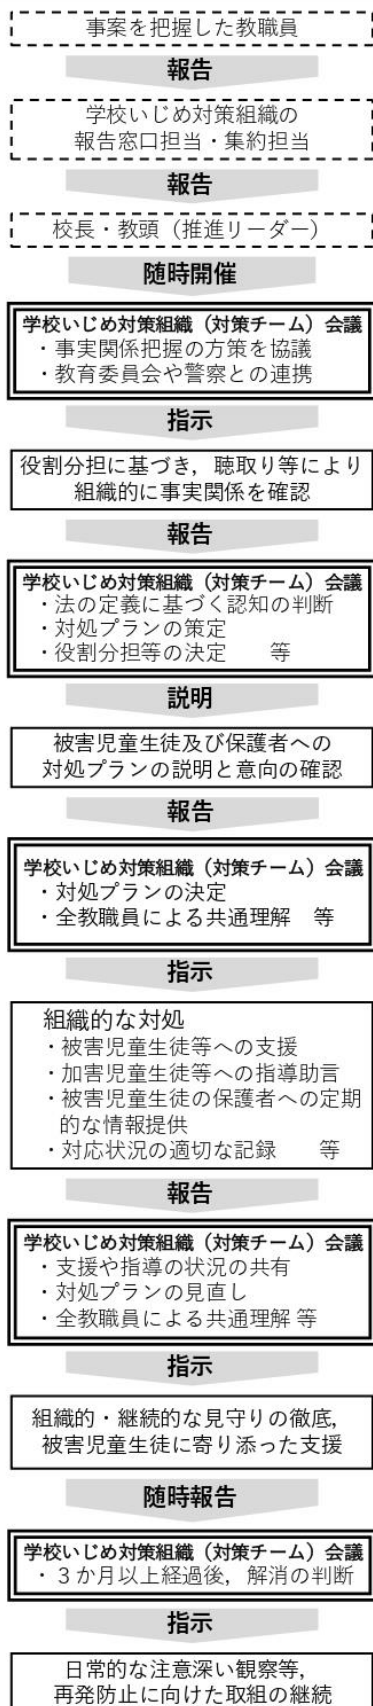 事案を把握した教職員
報告
学校いじめ対策組織の
報告窓口担当・集約担当
報告
校長・教頭（推進リーダー）
随時開催
学校いじめ対策組織（対策チーム）会議
・事実関係把握の方策を協議
・教育委員会や警察との連携
指示
役割分担に基づき，聴取り等により
組織的に事実関係を確認
報告
学校いじめ対策組織（対策チーム）会議
・法の定義に基づく認知の判断
・対処プランの策定
・役割分担等の決定　　等
説明
被害児童生徒及び保護者への
対処プランの説明と意向の確認
報告
学校いじめ対策組織（対策チーム）会議
・対処プランの決定
・全教職員による共通理解　等
指示
組織的な対処
・被害児童生徒等への支援
・加害児童生徒等への指導助言
・被害児童生徒の保護者への定期
的な情報提供
・対応状況の適切な記録　　等
報告
学校いじめ対策組織（対策チーム）会議
・支援や指導の状況の共有
・対処プランの見直し
・全教職員による共通理解 等
指示
組織的・継続的な見守りの徹底，
被害児童生徒に寄り添った支援
随時報告
学校いじめ対策組織（対策チーム）会議
・３か月以上経過後，解消の判断
指示
日常的な注意深い観察等，
再発防止に向けた取組の継続